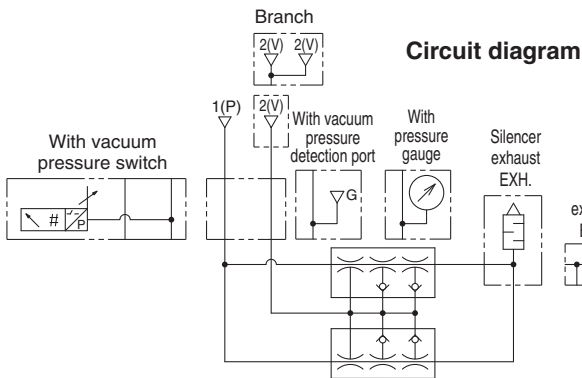 Branch
2(V) 2(V)
Circuit diagram
1(P)
2(V)
With vacuum
pressure switch
With vacuum
pressure
detection port
With
pressure
gauge
Silencer
exhaust
EXH.
G
#
P